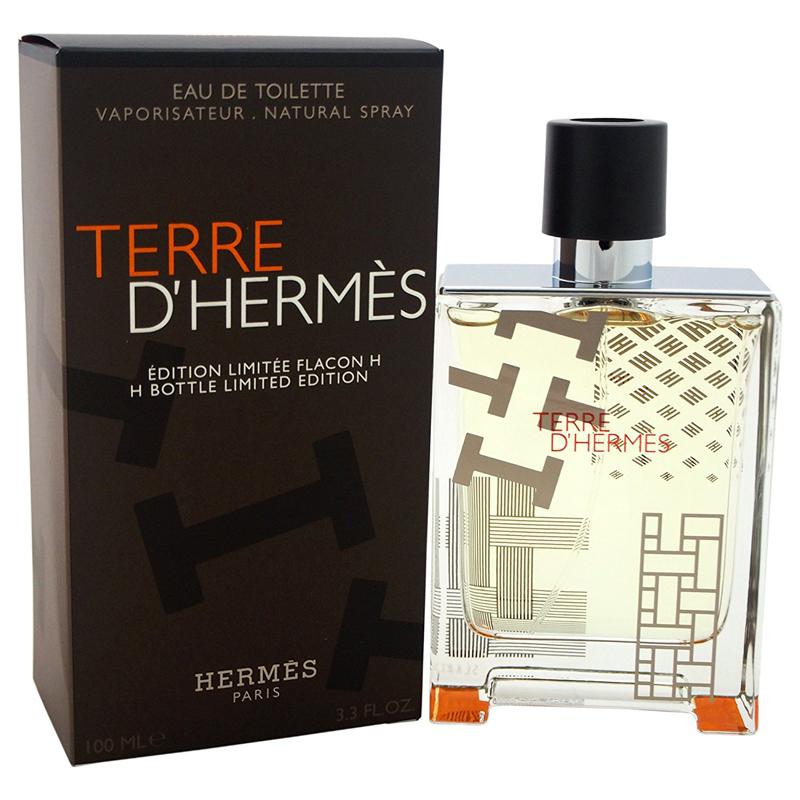 EAU DE TOILETTE
VAPORISATEUR . NATURAL SPRAY
TERRE
D'HERMÈS
ÉDITION LIMITÉE FLACON H
H BOTTLE LIMITED EDITION
HERMÈS
PARIS
100 ML℮
3.3 FL.OZ.
TERRE
D'HERMÈS